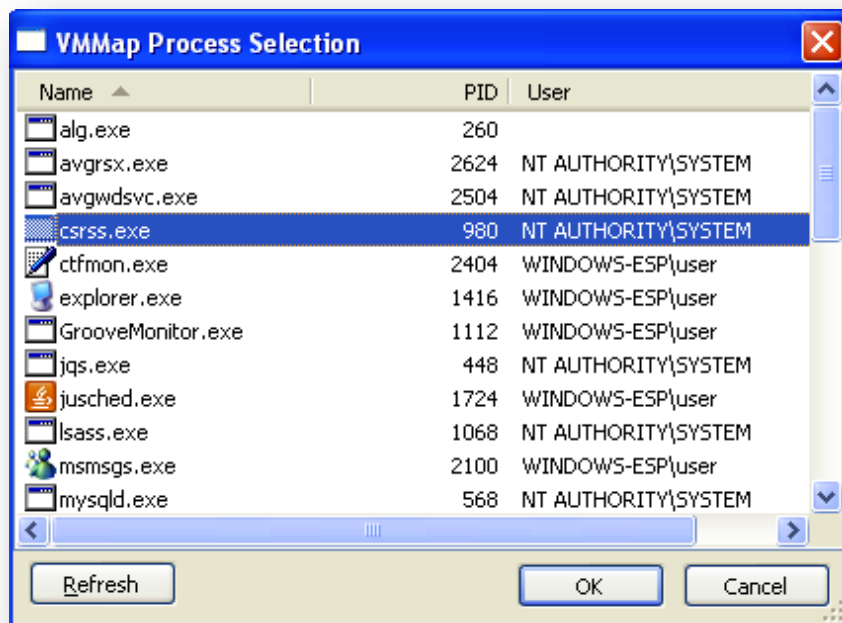 VMMap Process Selection
Name PID User
alg.exe 260
avgrsx.exe 2624 NT AUTHORITY\SYSTEM
avgwdsvc.exe 2504 NT AUTHORITY\SYSTEM
csrss.exe 980 NT AUTHORITY\SYSTEM
ctfmon.exe 2404 WINDOWS-ESP\user
explorer.exe 1416 WINDOWS-ESP\user
GrooveMonitor.exe 1112 WINDOWS-ESP\user
jqs.exe 448 NT AUTHORITY\SYSTEM
jusched.exe 1724 WINDOWS-ESP\user
lsass.exe 1068 NT AUTHORITY\SYSTEM
msmsgs.exe 2100 WINDOWS-ESP\user
mysqld.exe 568 NT AUTHORITY\SYSTEM
Refresh OK Cancel